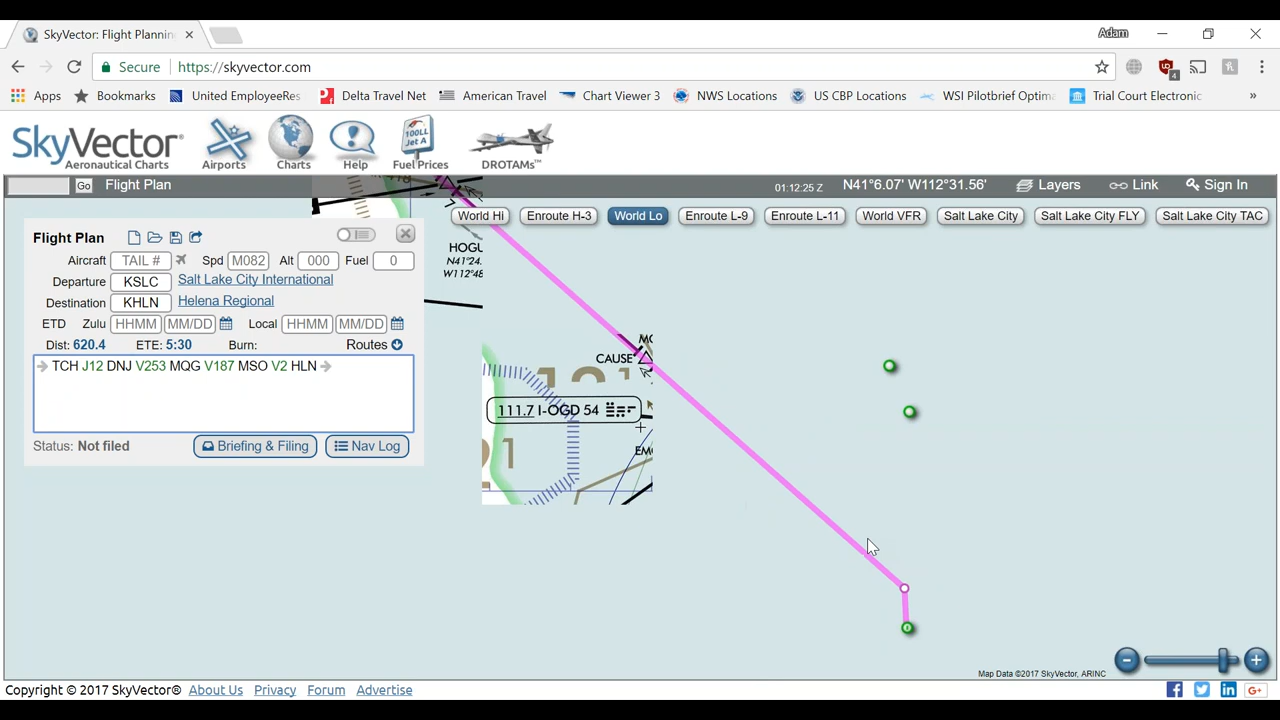 SkyVector: Flight Planning
Adam
Secure https://skyvector.com
4
Apps Bookmarks United EmployeeRes Delta Travel Net American Travel Chart Viewer 3 NWS Locations US CBP Locations WSI Pilotbrief Optima Trial Court Electronic »
SkyVector®
Aeronautical Charts
100LL
Jet A
Airports Charts Help Fuel Prices DROTAMs™
Go Flight Plan 01:12:25 Z N41°6.07' W112°31.56' Layers Link Sign In
World Hi Enroute H-3 World Lo Enroute L-9 Enroute L-11 World VFR Salt Lake City Salt Lake City FLY Salt Lake City TAC
Flight Plan
Aircraft TAIL # Spd M082 Alt 000 Fuel 0
Departure KSLC Salt Lake City International
Destination KHLN Helena Regional
ETD Zulu HHMM MM/DD Local HHMM MM/DD
Dist: 620.4 ETE: 5:30 Burn: Routes
TCH J12 DNJ V253 MQG V187 MSO V2 HLN
Status: Not filed Briefing & Filing Nav Log
HOGU
N41°24.
W112°48
MO
CAUSE
111.7 I-OGD 54
EMO
Map Data ©2017 SkyVector, ARINC
Copyright © 2017 SkyVector® About Us Privacy Forum Advertise